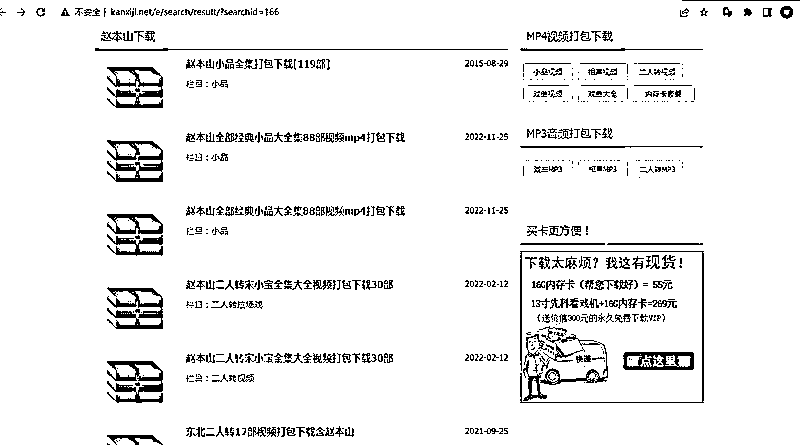 不安全 | kanxijl.net/e/search/result/?searchid=166
赵本山下载
赵本山小品全集打包下载[119部]
2015-08-29
栏目：小品
赵本山全部经典小品大全集88部视频mp4打包下载
2022-11-25
栏目：小品
赵本山全部经典小品大全集88部视频mp4打包下载
2022-11-25
栏目：小品
赵本山二人转宋小宝全集大全视频打包下载30部
2022-02-12
栏目：二人转拉场戏
赵本山二人转宋小宝全集大全视频打包下载30部
2022-02-12
栏目：二人转视频
东北二人转17部视频打包下载含赵本山
2021-09-25
MP4视频打包下载
小品视频
相声视频
二人转视频
戏曲视频
戏曲大全
内存卡套餐
MP3音频打包下载
戏曲MP3
相声MP3
二人转MP3
买卡更方便！
下载太麻烦？我这有现货！
16G内存卡（帮您下载好）= 55元
13寸先科看戏机+16G内存卡=269元
（送价值300元的永久免费下载VIP）
快递
点这里